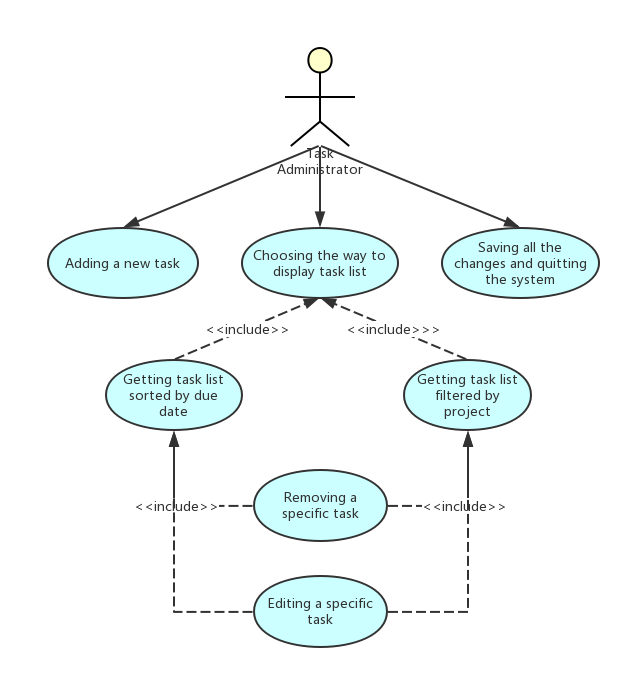 Task
Administrator
Adding a new task
Choosing the way to
display task list
Saving all the
changes and quitting
the system
<<include>>
<<include>>>
Getting task list
sorted by due
date
Getting task list
filtered by
project
<<include>>
Removing a
specific task
<<include>>
Editing a specific
task